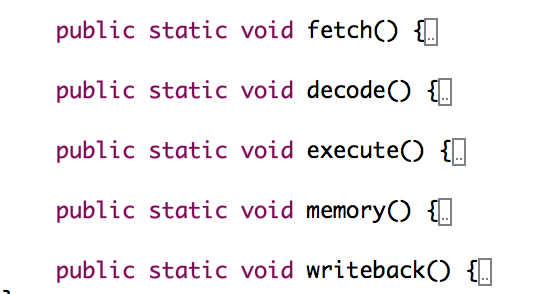 public static void fetch() {..
public static void decode() {..
public static void execute() {..
public static void memory() {..
public static void writeback() {..
}